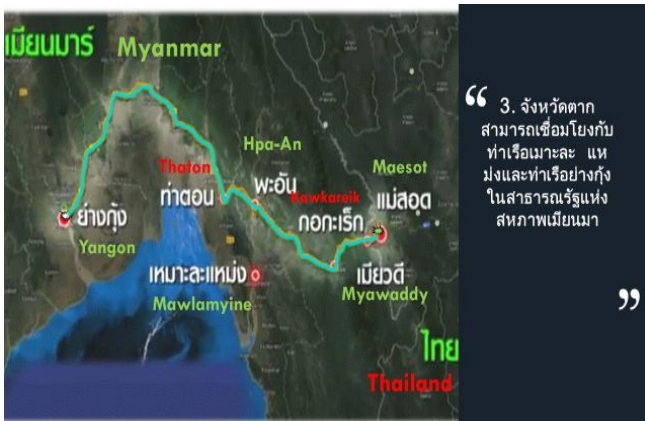 เมียนมาร์
Myanmar
Hpa-An
Thaton
Maesot
ท่าตอน
พะอัน
Kawkareik
แม่สอด
ย่างกุ้ง
กอกะเร็ก
Yangon
เหมาะละแหม่ง
เมียวดี
Mawlamyine
Myawaddy
ไทย
Thailand
“
3. จังหวัดตาก
สามารถเชื่อมโยงกับ
ท่าเรือเมาะละ แห
ม่งและท่าเรือย่างกุ้ง
ในสาธารณรัฐแห่ง
สหภาพเมียนมา
”